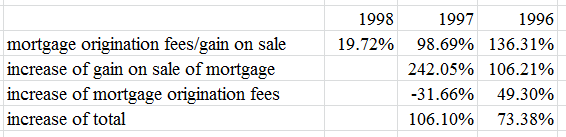 1998 1997 1996
mortgage origination fees/gain on sale 19.72% 98.69% 136.31%
increase of gain on sale of mortgage 242.05% 106.21%
increase of mortgage origination fees -31.66% 49.30%
increase of total 106.10% 73.38%